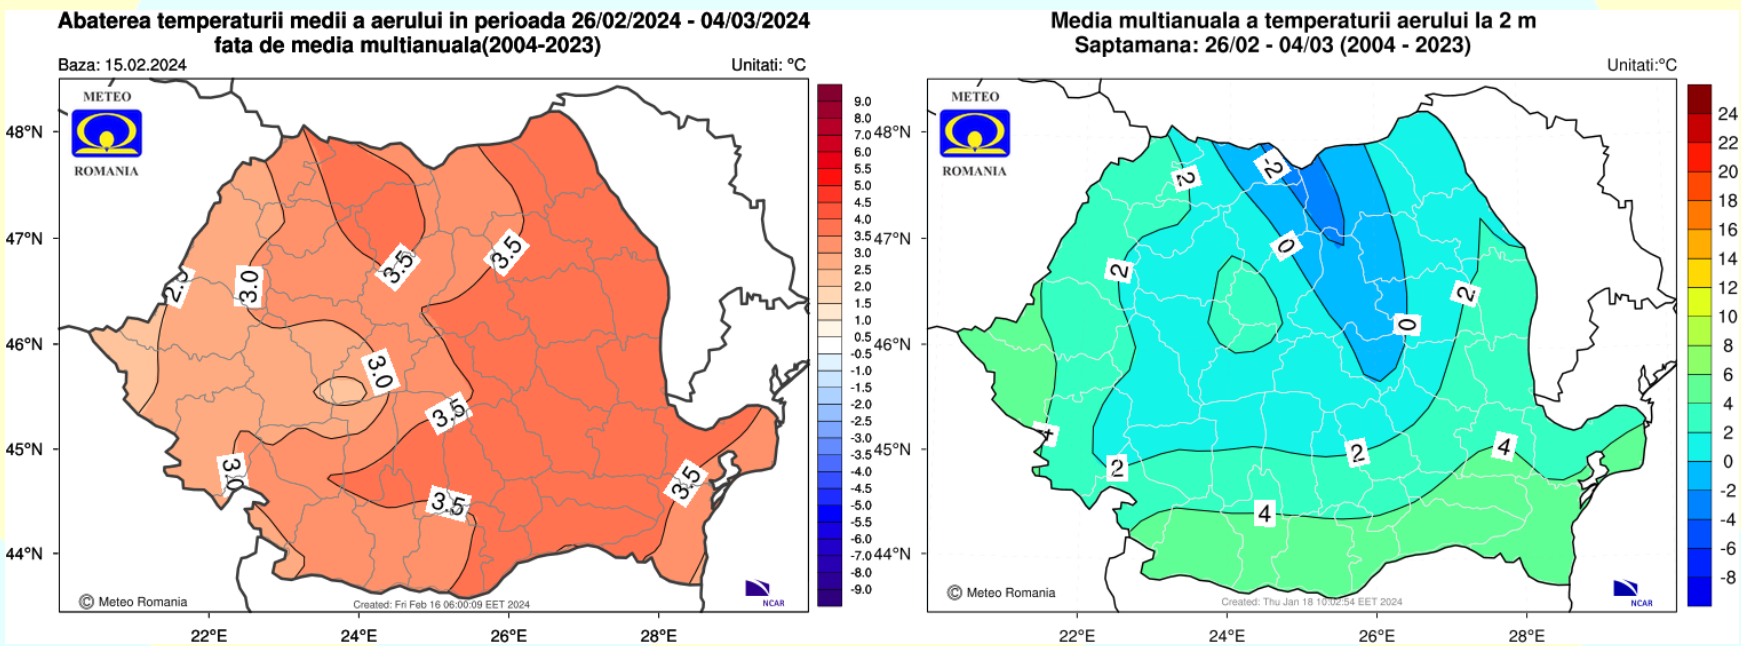 Abaterea temperaturii medii a aerului in perioada 26/02/2024 - 04/03/2024
fata de media multianuala(2004-2023)
Baza: 15.02.2024
Unitati: °C
METEO
ROMANIA
48°N
47°N
46°N
45°N
44°N
22°E
24°E
26°E
28°E
3.0
3.5
3.5
3.0
3.5
3.0
3.5
3.5
9.0
8.0
7.0
6.0
5.5
5.0
4.5
4.0
3.5
3.0
2.5
2.0
1.5
1.0
0.5
-0.5
-1.0
-1.5
-2.0
-2.5
-3.0
-3.5
-4.0
-4.5
-5.0
-5.5
-6.0
-7.0
-8.0
-9.0
© Meteo Romania
Created: Fri Feb 16 06:00:09 EET 2024
NCAR
Media multianuala a temperaturii aerului la 2 m
Saptamana: 26/02 - 04/03 (2004 - 2023)
Unitati:°C
METEO
ROMANIA
48°N
47°N
46°N
45°N
44°N
22°E
24°E
26°E
28°E
2
-2
0
2
2
0
4
2
4
2
4
24
22
20
18
16
14
12
10
8
6
4
2
0
-2
-4
-6
-8
© Meteo Romania
Created: Thu Jan 18 10:02:54 EET 2024
NCAR